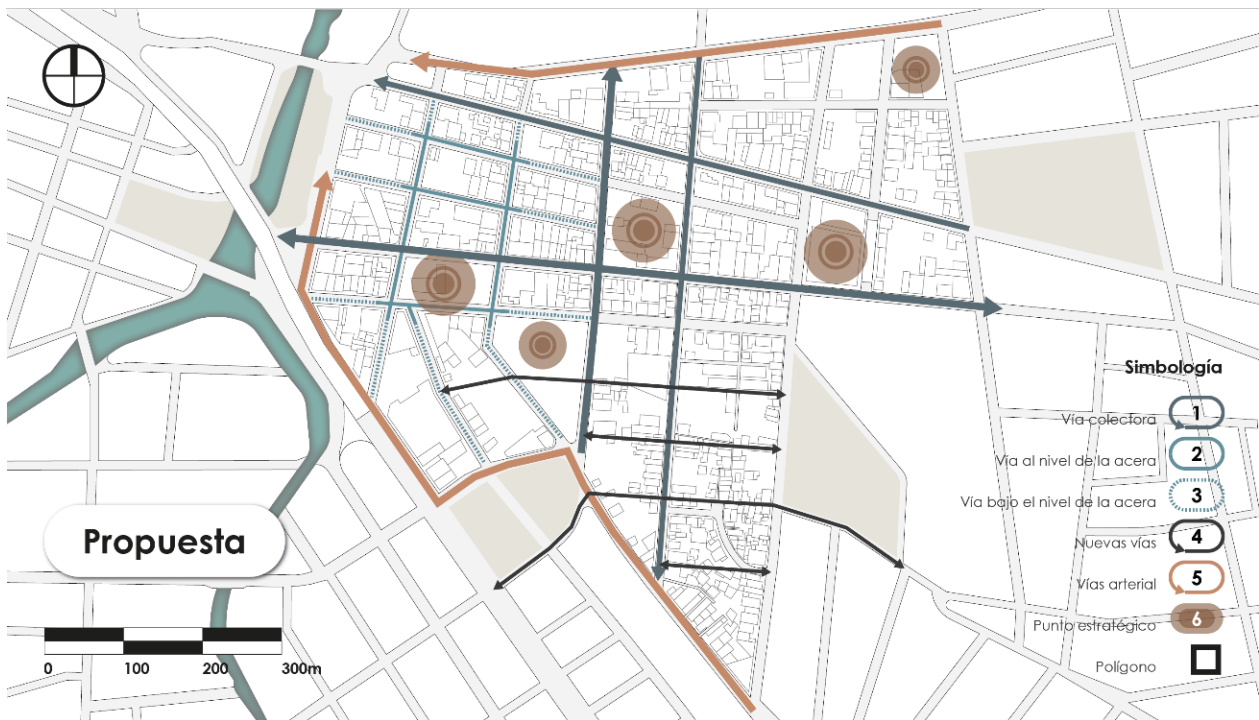 Simbología
Vía colectora
1
Vía al nivel de la acera
2
Vía bajo el nivel de la acera
3
Nuevas vías
4
Vías arterial
5
Punto estratégico
6
Polígono
Propuesta
0 100 200 300m